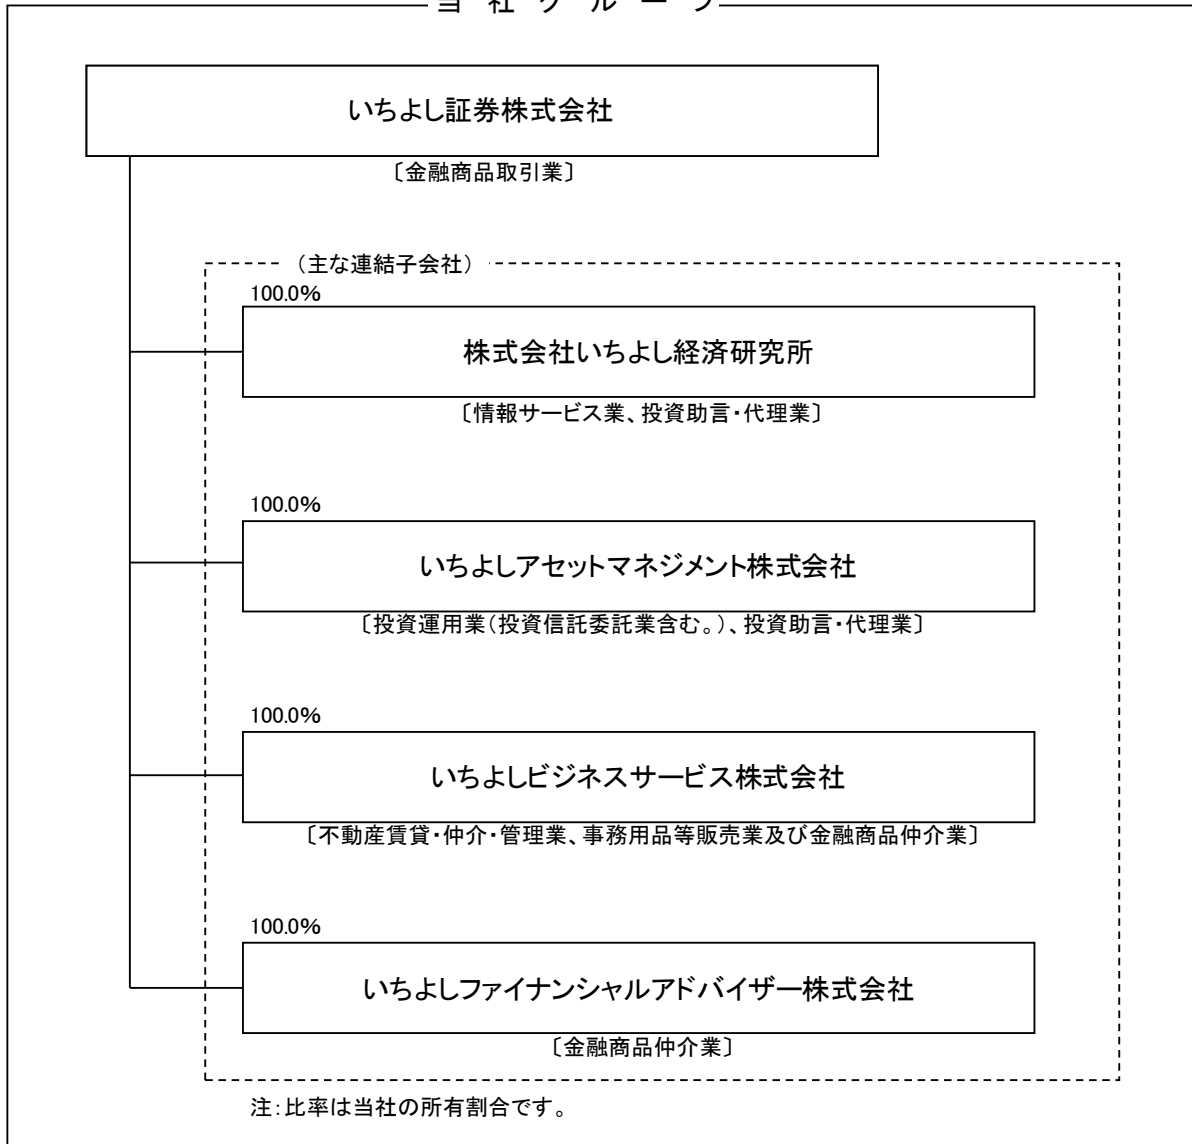 当 社 グ ル ー プ
いちよし証券株式会社
〔金融商品取引業〕
（主な連結子会社）
100.0%
株式会社いちよし経済研究所
〔情報サービス業、投資助言・代理業〕
100.0%
いちよしアセットマネジメント株式会社
〔投資運用業（投資信託委託業含む。）、投資助言・代理業〕
100.0%
いちよしビジネスサービス株式会社
〔不動産賃貸・仲介・管理業、事務用品等販売業及び金融商品仲介業〕
100.0%
いちよしファイナンシャルアドバイザー株式会社
〔金融商品仲介業〕
注：比率は当社の所有割合です。